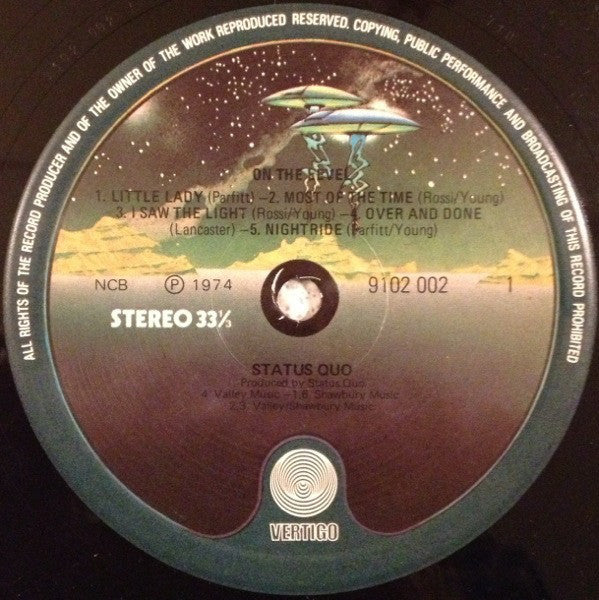 ALL RIGHTS OF THE RECORD PRODUCER AND OF THE OWNER OF THE WORK REPRODUCED RESERVED. COPYING, PUBLIC PERFORMANCE AND BROADCASTING OF THIS RECORD PROHIBITED
ON THE LEVEL
1. LITTLE LADY (Parfitt) –2. MOST OF THE TIME (Rossi/Young)
3. I SAW THE LIGHT (Rossi/Young) –4. OVER AND DONE
(Lancaster) –5. NIGHTRIDE (Parfitt/Young)
NCB ℗ 1974 9102 002 1
STEREO 33⅓
STATUS QUO
Produced by Status Quo
4. Valley Music –1.5. Shawbury Music
2.3. Valley/Shawbury Music
VERTIGO